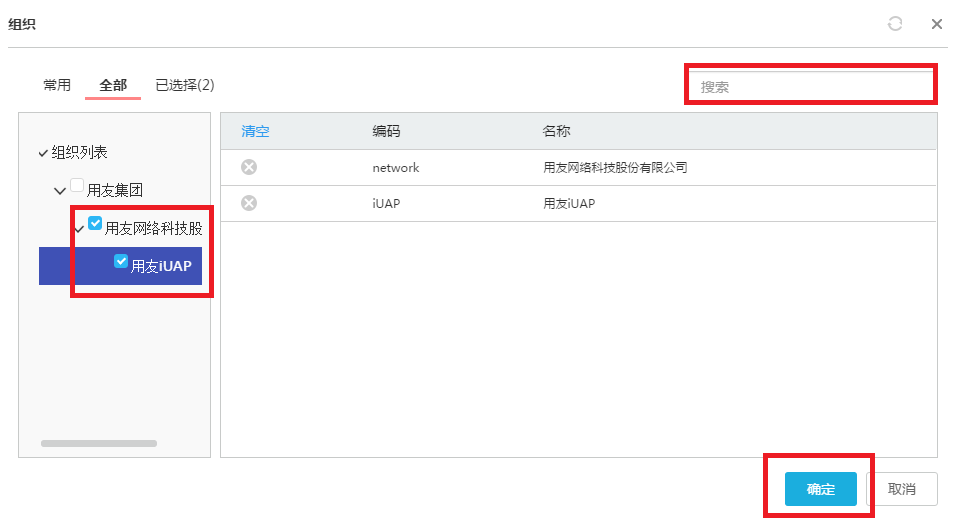 组织
常用 全部 已选择(2)
搜索
组织列表
用友集团
用友网络科技股
用友iUAP
清空 编码 名称
network 用友网络科技股份有限公司
iUAP 用友iUAP
确定 取消